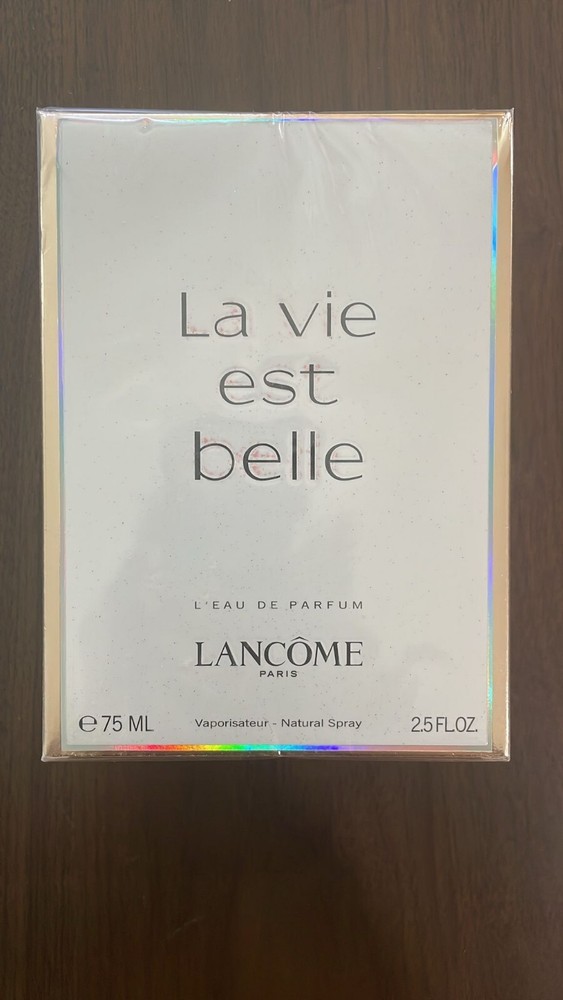 La vie
est
belle
L'EAU DE PARFUM
LANCÔME
PARIS
℮ 75 ML Vaporisateur - Natural Spray 2.5 FL.OZ.